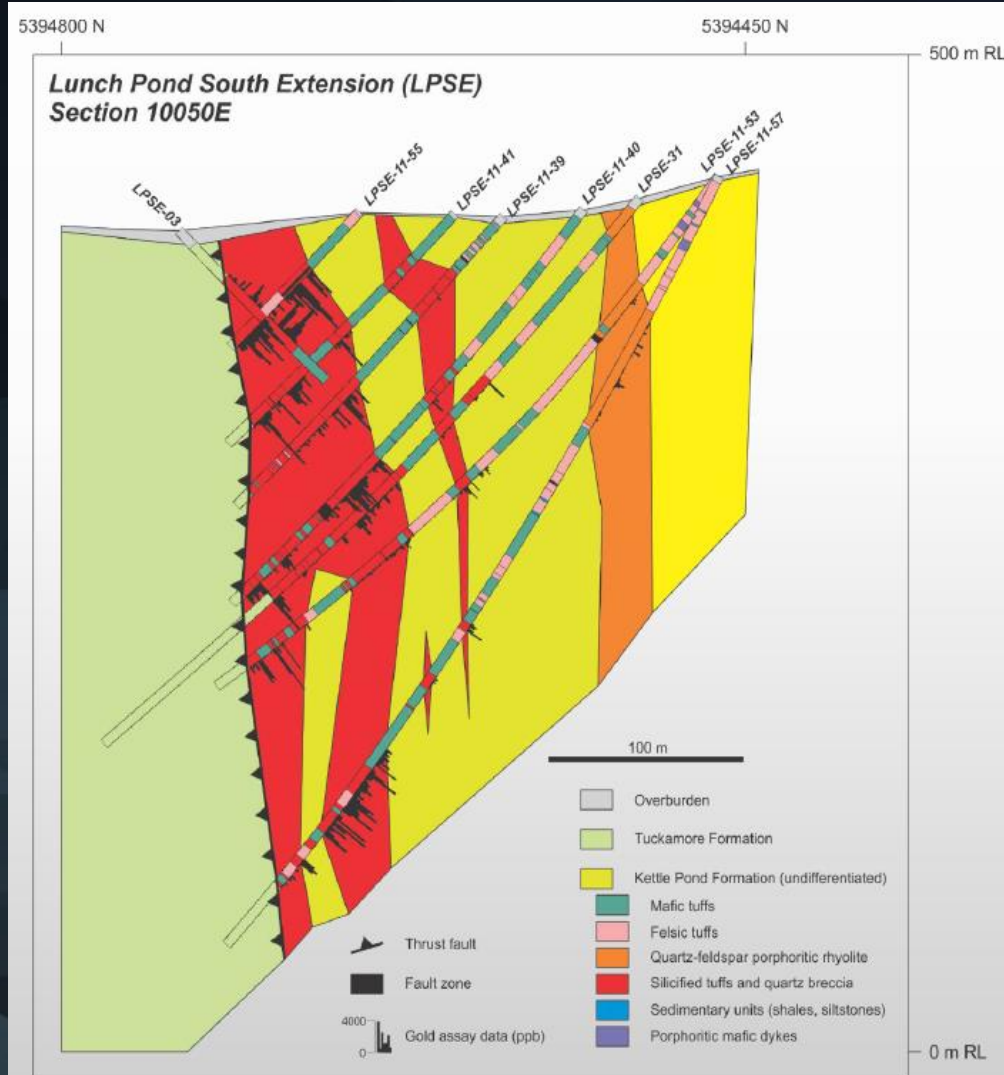 5394800 N
5394450 N
500 m RL
Lunch Pond South Extension (LPSE)
Section 10050E
LPSE-03
LPSE-11-55
LPSE-11-41
LPSE-11-39
LPSE-11-40
LPSE-31
LPSE-11-53
LPSE-11-57
100 m
Overburden
Tuckamore Formation
Kettle Pond Formation (undifferentiated)
Mafic tuffs
Felsic tuffs
Quartz-feldspar porphoritic rhyolite
Silicified tuffs and quartz breccia
Sedimentary units (shales, siltstones)
Porphoritic mafic dykes
Thrust fault
Fault zone
4000
0
Gold assay data (ppb)
0 m RL